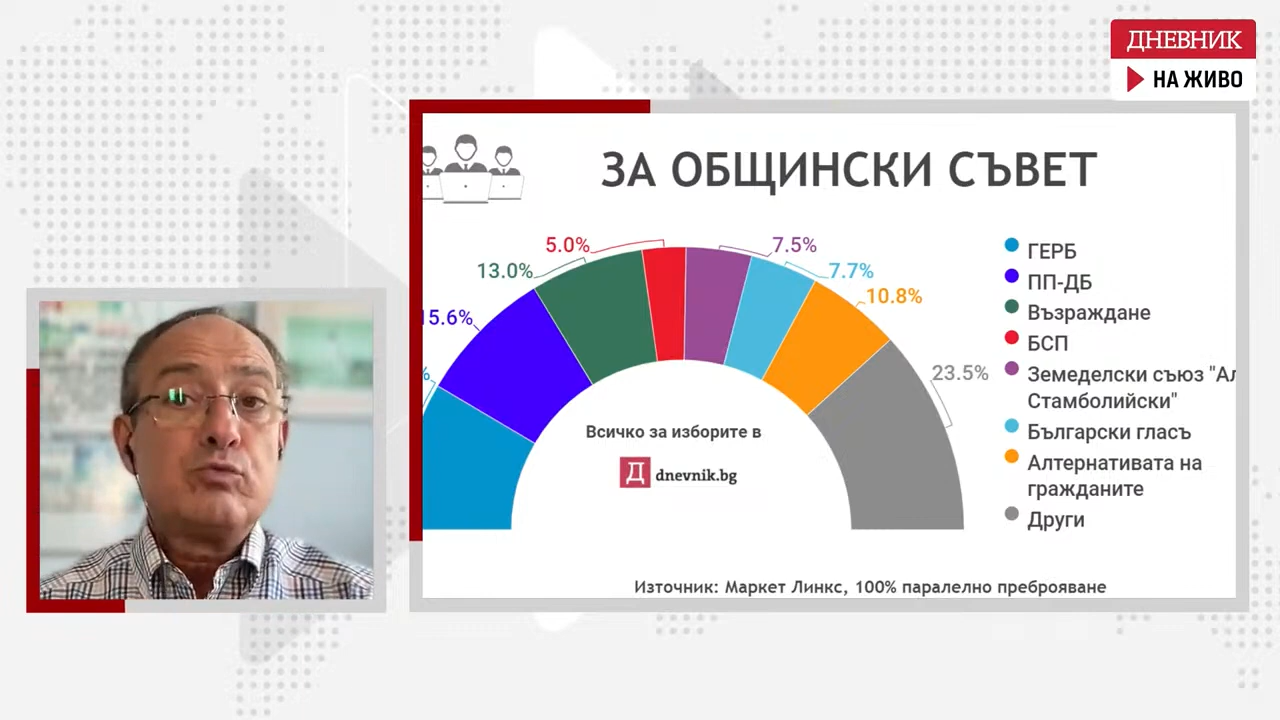 ДНЕВНИК
НА ЖИВО
ЗА ОБЩИНСКИ СЪВЕТ
%
15.6%
13.0%
5.0%
7.5%
7.7%
10.8%
23.5%
ГЕРБ
ПП-ДБ
Възраждане
БСП
Земеделски съюз "Ал
Стамболийски"
Български гласъ
Алтернативата на
гражданите
Други
Всичко за изборите в
Д dnevnik.bg
Източник: Маркет Линкс, 100% паралелно преброяване